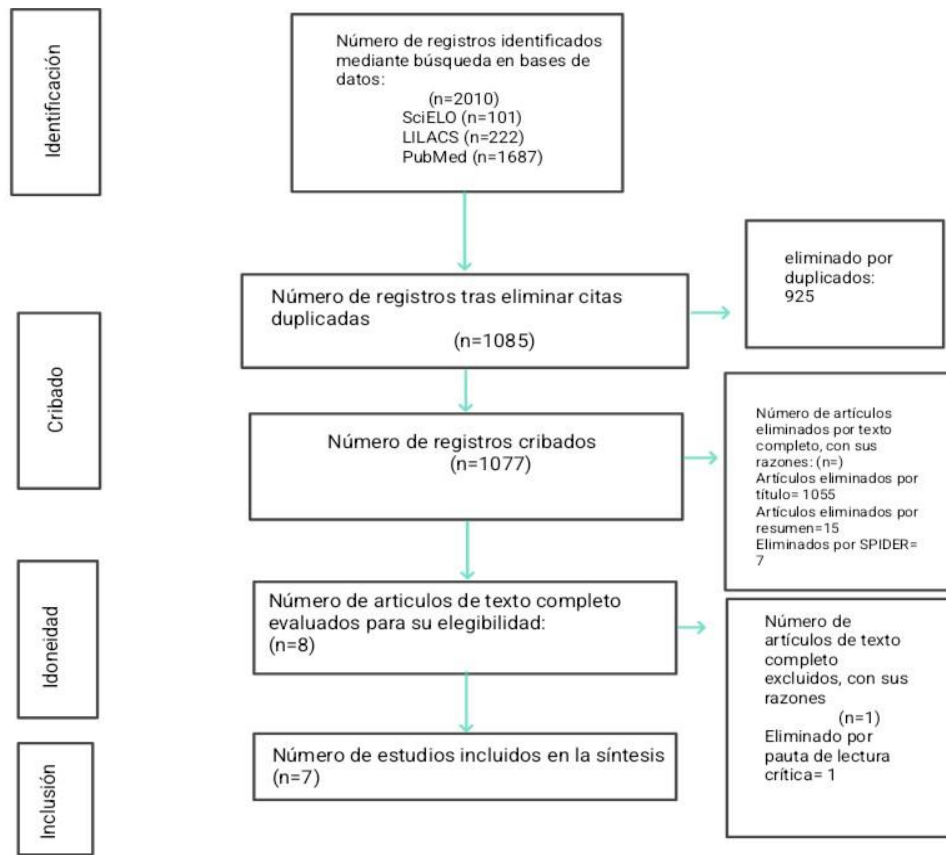 Identificación
Número de registros identificados
mediante búsqueda en bases de
datos:
(n=2010)
SciELO (n=101)
LILACS (n=222)
PubMed (n=1687)
Cribado
Número de registros tras eliminar citas
duplicadas
(n=1085)
eliminado por
duplicados:
925
Número de registros cribados
(n=1077)
Número de artículos
eliminados por texto
completo, con sus
razones: (n=)
Artículos eliminados por
título= 1055
Artículos eliminados por
resumen=15
Eliminados por SPIDER=
7
Idoneidad
Número de articulos de texto completo
evaluados para su elegibilidad:
(n=8)
Número de
artículos de texto
completo
excluidos, con sus
razones
(n=1)
Eliminado por
pauta de lectura
crítica= 1
Inclusión
Número de estudios incluidos en la síntesis
(n=7)